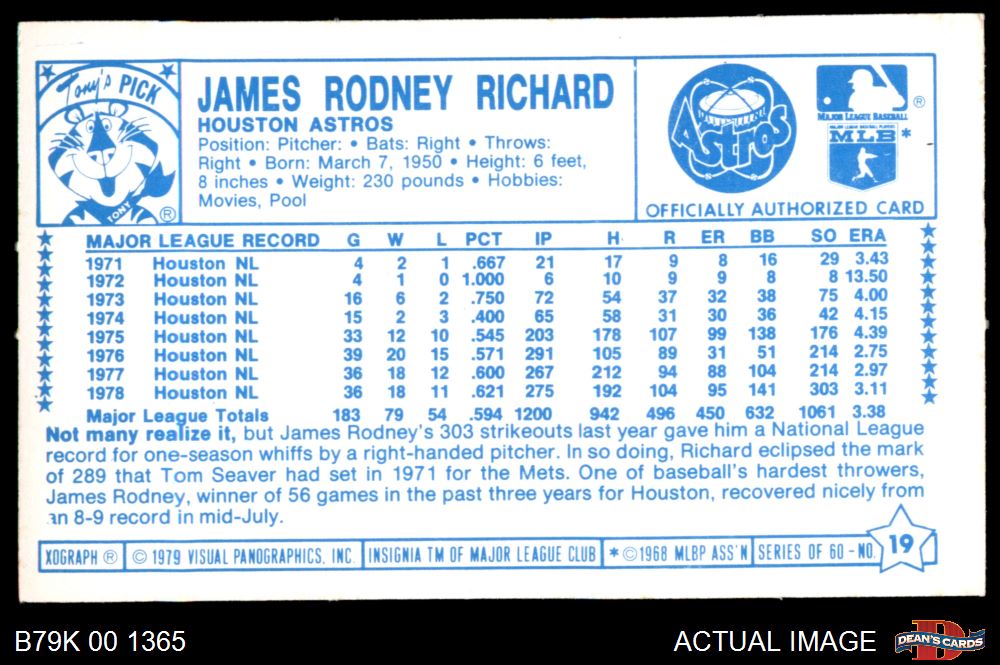 Tony's PICK
TONY ®
JAMES RODNEY RICHARD
HOUSTON ASTROS
Position: Pitcher: • Bats: Right • Throws:
Right • Born: March 7, 1950 • Height: 6 feet,
8 inches • Weight: 230 pounds • Hobbies:
Movies, Pool
Astros
MAJOR LEAGUE BASEBALL ®
MAJOR LEAGUE BASEBALL PLAYERS
MLB *
OFFICIALLY AUTHORIZED CARD
MAJOR LEAGUE RECORD G W L PCT IP H R ER BB SO ERA
1971 Houston NL 4 2 1 .667 21 17 9 8 16 29 3.43
1972 Houston NL 4 1 0 1.000 6 10 9 9 8 8 13.50
1973 Houston NL 16 6 2 .750 72 54 37 32 38 75 4.00
1974 Houston NL 15 2 3 .400 65 58 31 30 36 42 4.15
1975 Houston NL 33 12 10 .545 203 178 107 99 138 176 4.39
1976 Houston NL 39 20 15 .571 291 105 89 31 51 214 2.75
1977 Houston NL 36 18 12 .600 267 212 94 88 104 214 2.97
1978 Houston NL 36 18 11 .621 275 192 104 95 141 303 3.11
Major League Totals 183 79 54 .594 1200 942 496 450 632 1061 3.38
Not many realize it, but James Rodney's 303 strikeouts last year gave him a National League
record for one-season whiffs by a right-handed pitcher. In so doing, Richard eclipsed the mark
of 289 that Tom Seaver had set in 1971 for the Mets. One of baseball's hardest throwers,
James Rodney, winner of 56 games in the past three years for Houston, recovered nicely from
an 8-9 record in mid-July.
XOGRAPH ® © 1979 VISUAL PANOGRAPHICS, INC. INSIGNIA TM OF MAJOR LEAGUE CLUB * © 1968 MLBP ASS'N SERIES OF 60 - NO. 19
B79K 00 1365 ACTUAL IMAGE DEAN'S CARDS